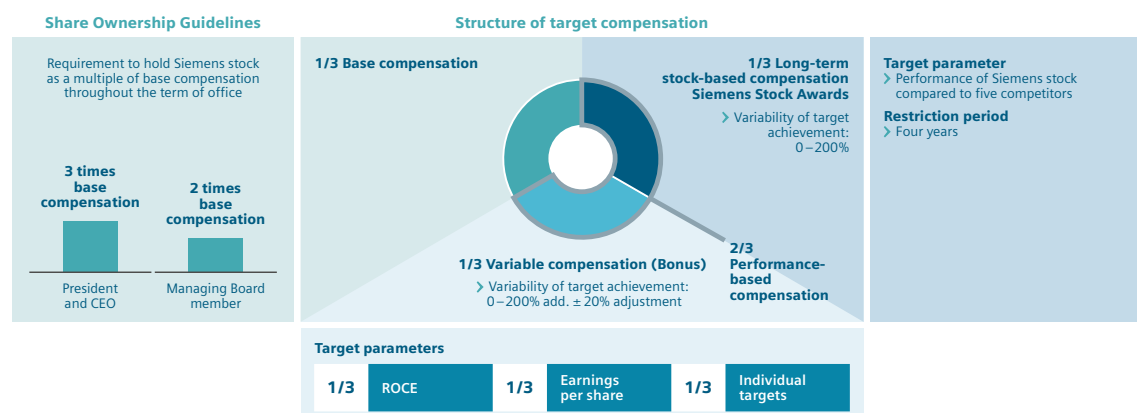 Share Ownership Guidelines
Requirement to hold Siemens stock
as a multiple of base compensation
throughout the term of office
3 times
base
compensation
2 times
base
compensation
President
and CEO
Managing Board
member
Structure of target compensation
1/3 Base compensation
1/3 Long-term
stock-based compensation
Siemens Stock Awards
Variability of target
achievement:
0–200%
1/3 Variable compensation (Bonus)
Variability of target achievement:
0–200% add. ±20% adjustment
2/3
Performance-
based
compensation
Target parameter
Performance of Siemens stock
compared to five competitors
Restriction period
Four years
Target parameters
1/3 ROCE
1/3 Earnings
per share
1/3 Individual
targets